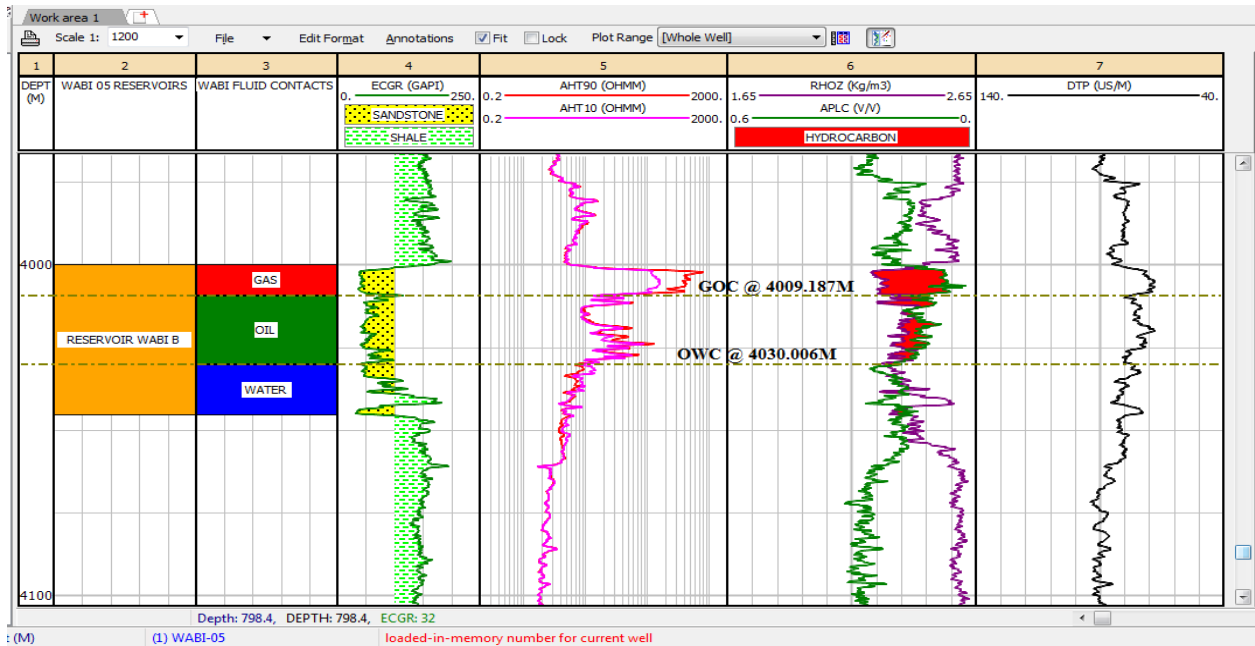 Work area 1
Scale 1: 1200 File Edit Format Annotations Fit Lock Plot Range [Whole Well]
1 2 3 4 5 6 7
DEPT (M)
WABI 05 RESERVOIRS
WABI FLUID CONTACTS
ECGR (GAPI)
0. 250.
SANDSTONE
SHALE
AHT90 (OHMM)
0.2 2000.
AHT10 (OHMM)
0.2 2000.
RHOZ (Kg/m3)
1.65 2.65
APLC (V/V)
0.6 0.
HYDROCARBON
DTP (US/M)
140. 40.
4000
GAS
GOC @ 4009.187M
OIL
RESERVOIR WABI B
OWC @ 4030.006M
WATER
4100
Depth: 798.4, DEPTH: 798.4, ECGR: 32
(M) (1) WABI-05 loaded-in-memory number for current well